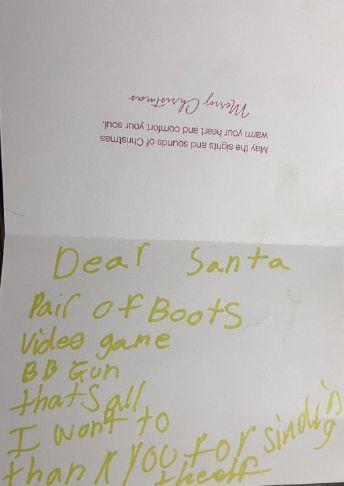 May the sights and sounds of Christmas
warm your heart and comfort your soul.
Merry Christmas
Dear Santa
Pair of Boots
Video game
BB Gun
thats all
I wont to
thank you for sinding